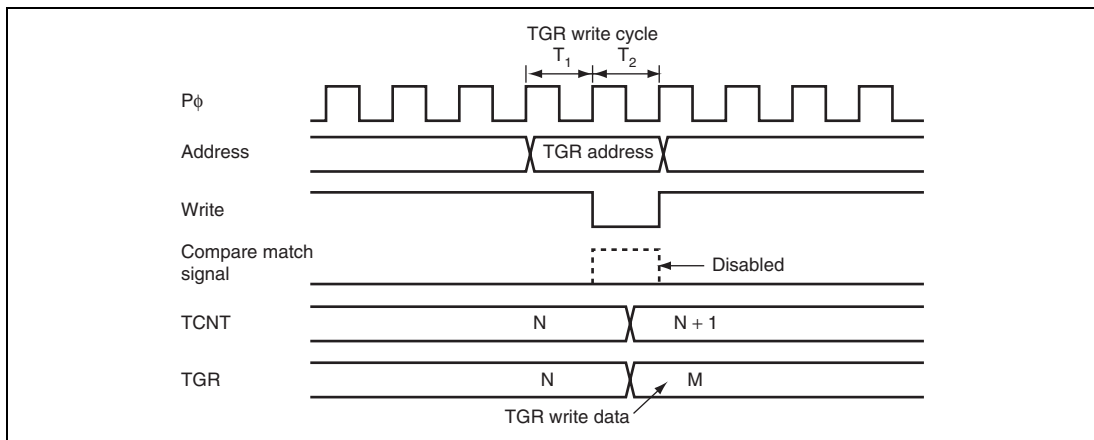 TGR write cycle
T1 T2
Pϕ
Address TGR address
Write
Compare match
signal
Disabled
TCNT N N + 1
TGR N M
TGR write data